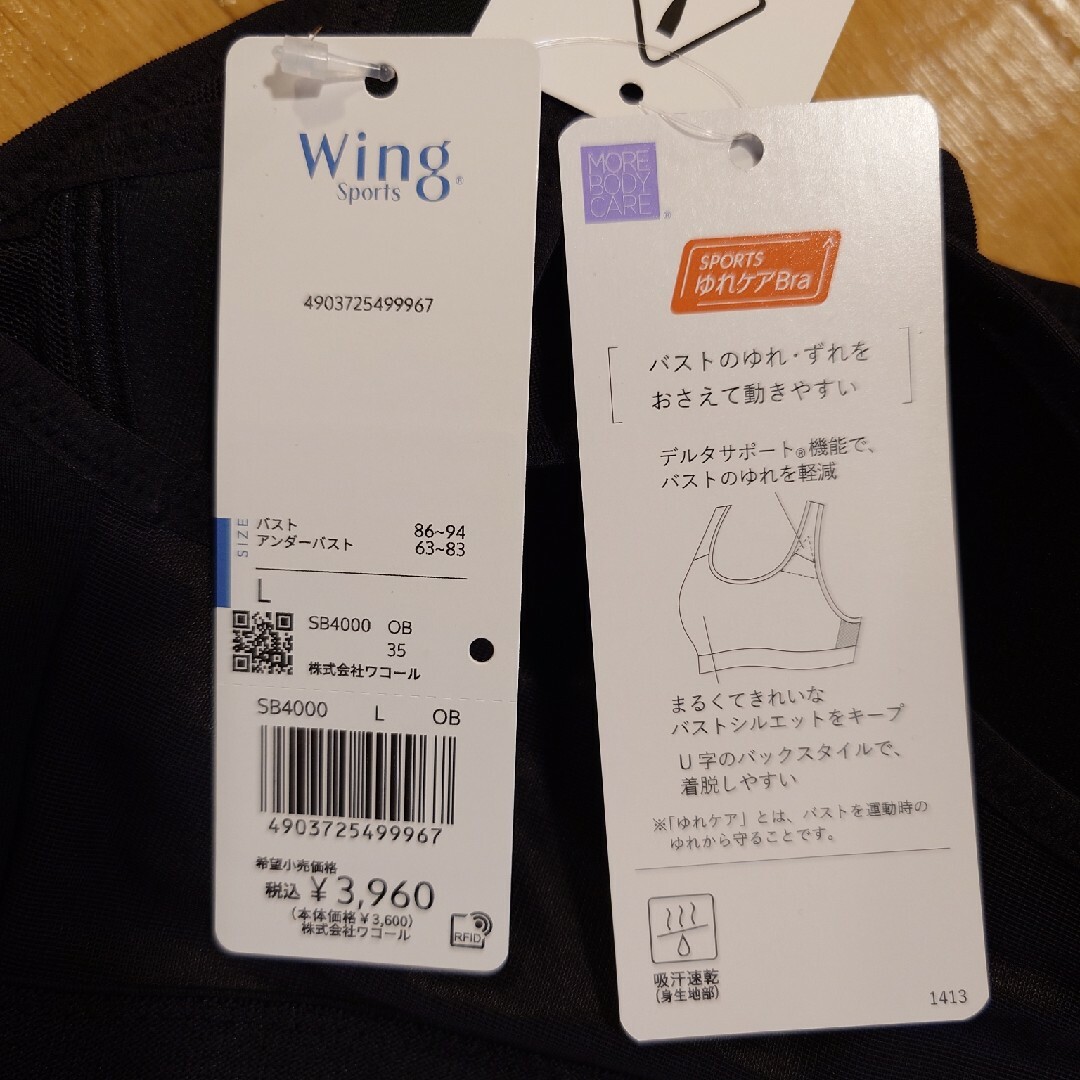 Wing
Sports®
4903725499967
SIZE
バスト 86~94
アンダーバスト 63~83
L
SB4000 OB
35
株式会社ワコール
SB4000 L OB
4903725499967
希望小売価格
税込 ¥3,960
(本体価格¥3,600)
株式会社ワコール
RFID
MORE
BODY
CARE®
SPORTS
ゆれケアBra
バストのゆれ・ずれを
おさえて動きやすい
デルタサポート®機能で、
バストのゆれを軽減
まるくてきれいな
バストシルエットをキープ
U字のバックスタイルで、
着脱しやすい
※「ゆれケア」とは、バストを運動時の
ゆれから守ることです。
吸汗速乾
(身生地部)
1413